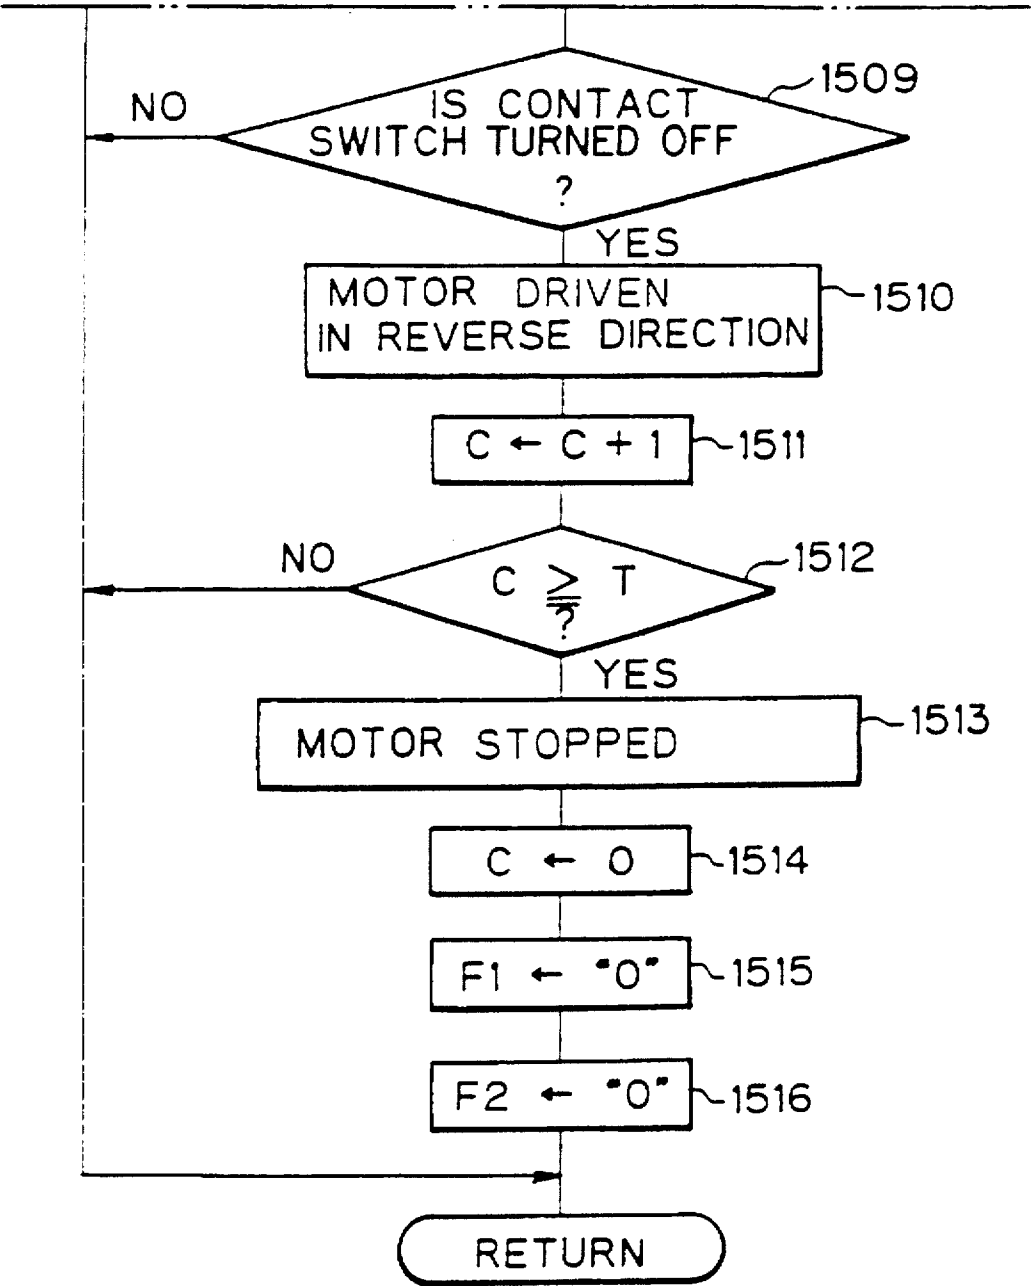 1509
NO
IS CONTACT
SWITCH TURNED OFF
?
YES
MOTOR DRIVEN
IN REVERSE DIRECTION
1510
C ← C + 1
1511
NO
C ≧ T
?
1512
YES
MOTOR STOPPED
1513
C ← 0
1514
F1 ← "0"
1515
F2 ← "0"
1516
RETURN